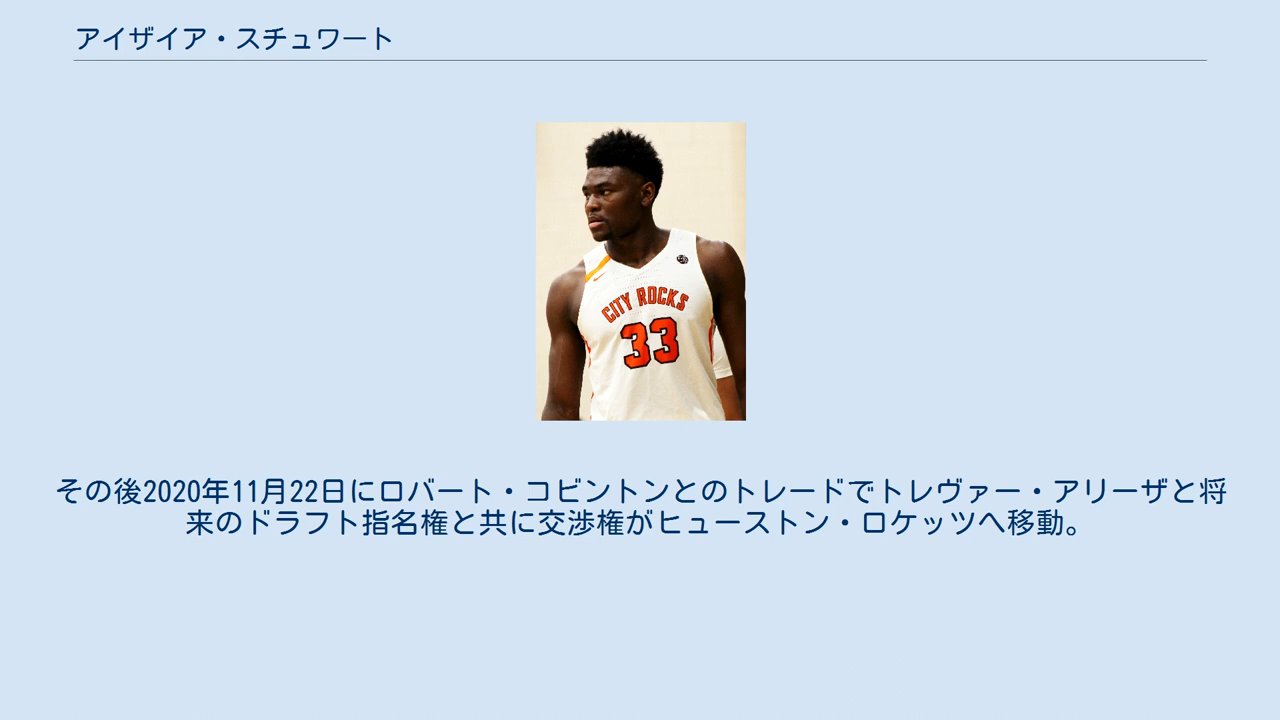 アイザイア・スチュワート
CITY ROCKS
33
その後2020年11月22日にロバート・コビントンとのトレードでトレヴァー・アリーザと将
来のドラフト指名権と共に交渉権がヒューストン・ロケッツへ移動。